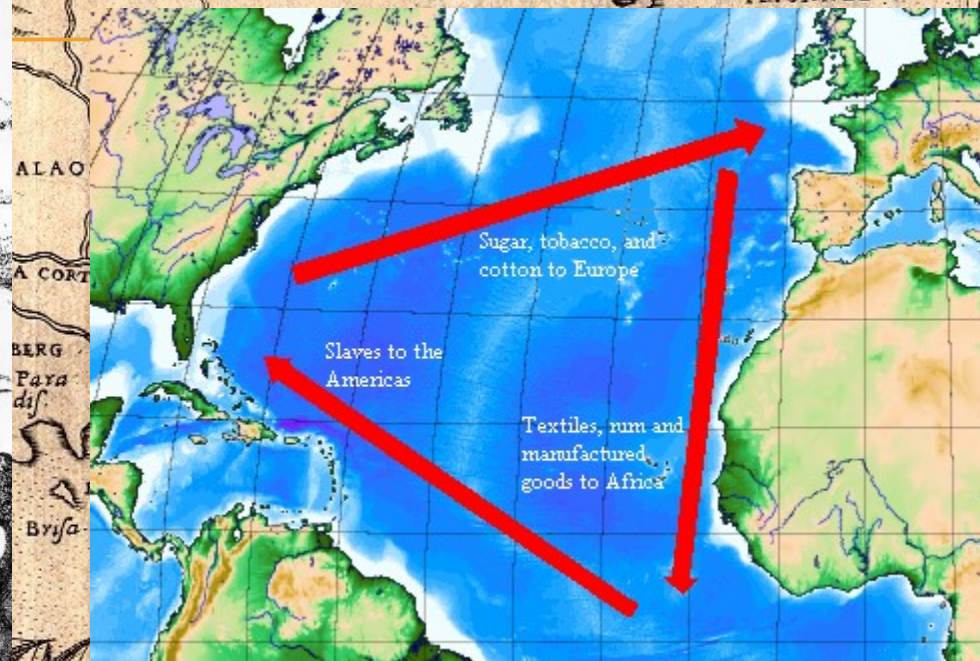 ALAO
A CORT
BERG
Para
dis.
Brisa
Sugar, tobacco, and
cotton to Europe
Slaves to the
Americas
Textiles, rum and
manufactured
goods to Africa